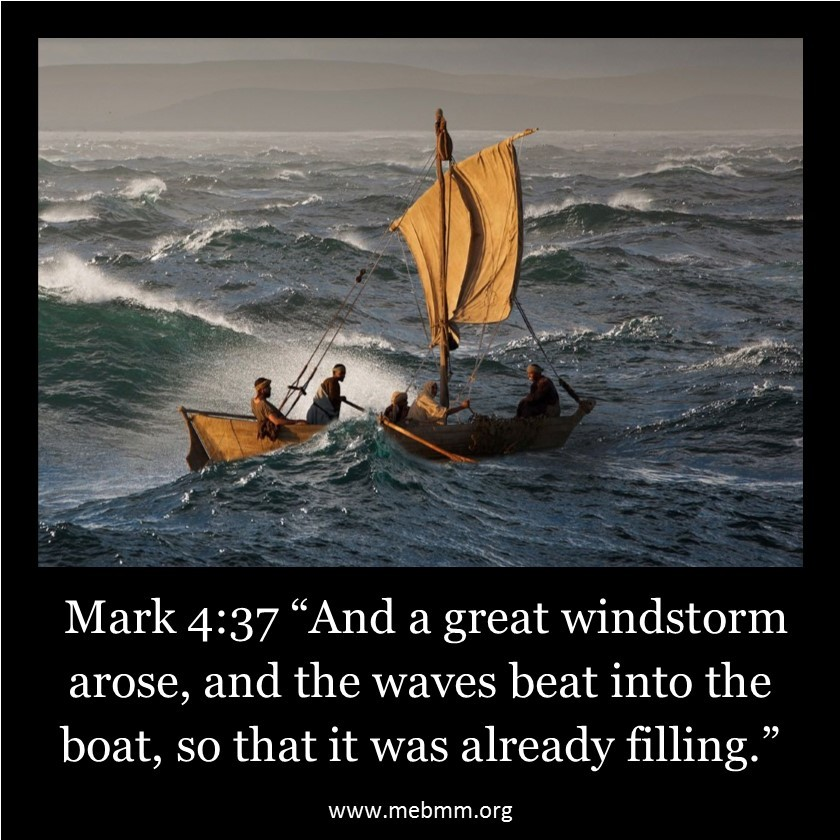 Mark 4:37 “And a great windstorm
arose, and the waves beat into the
boat, so that it was already filling.”
www.mebmm.org